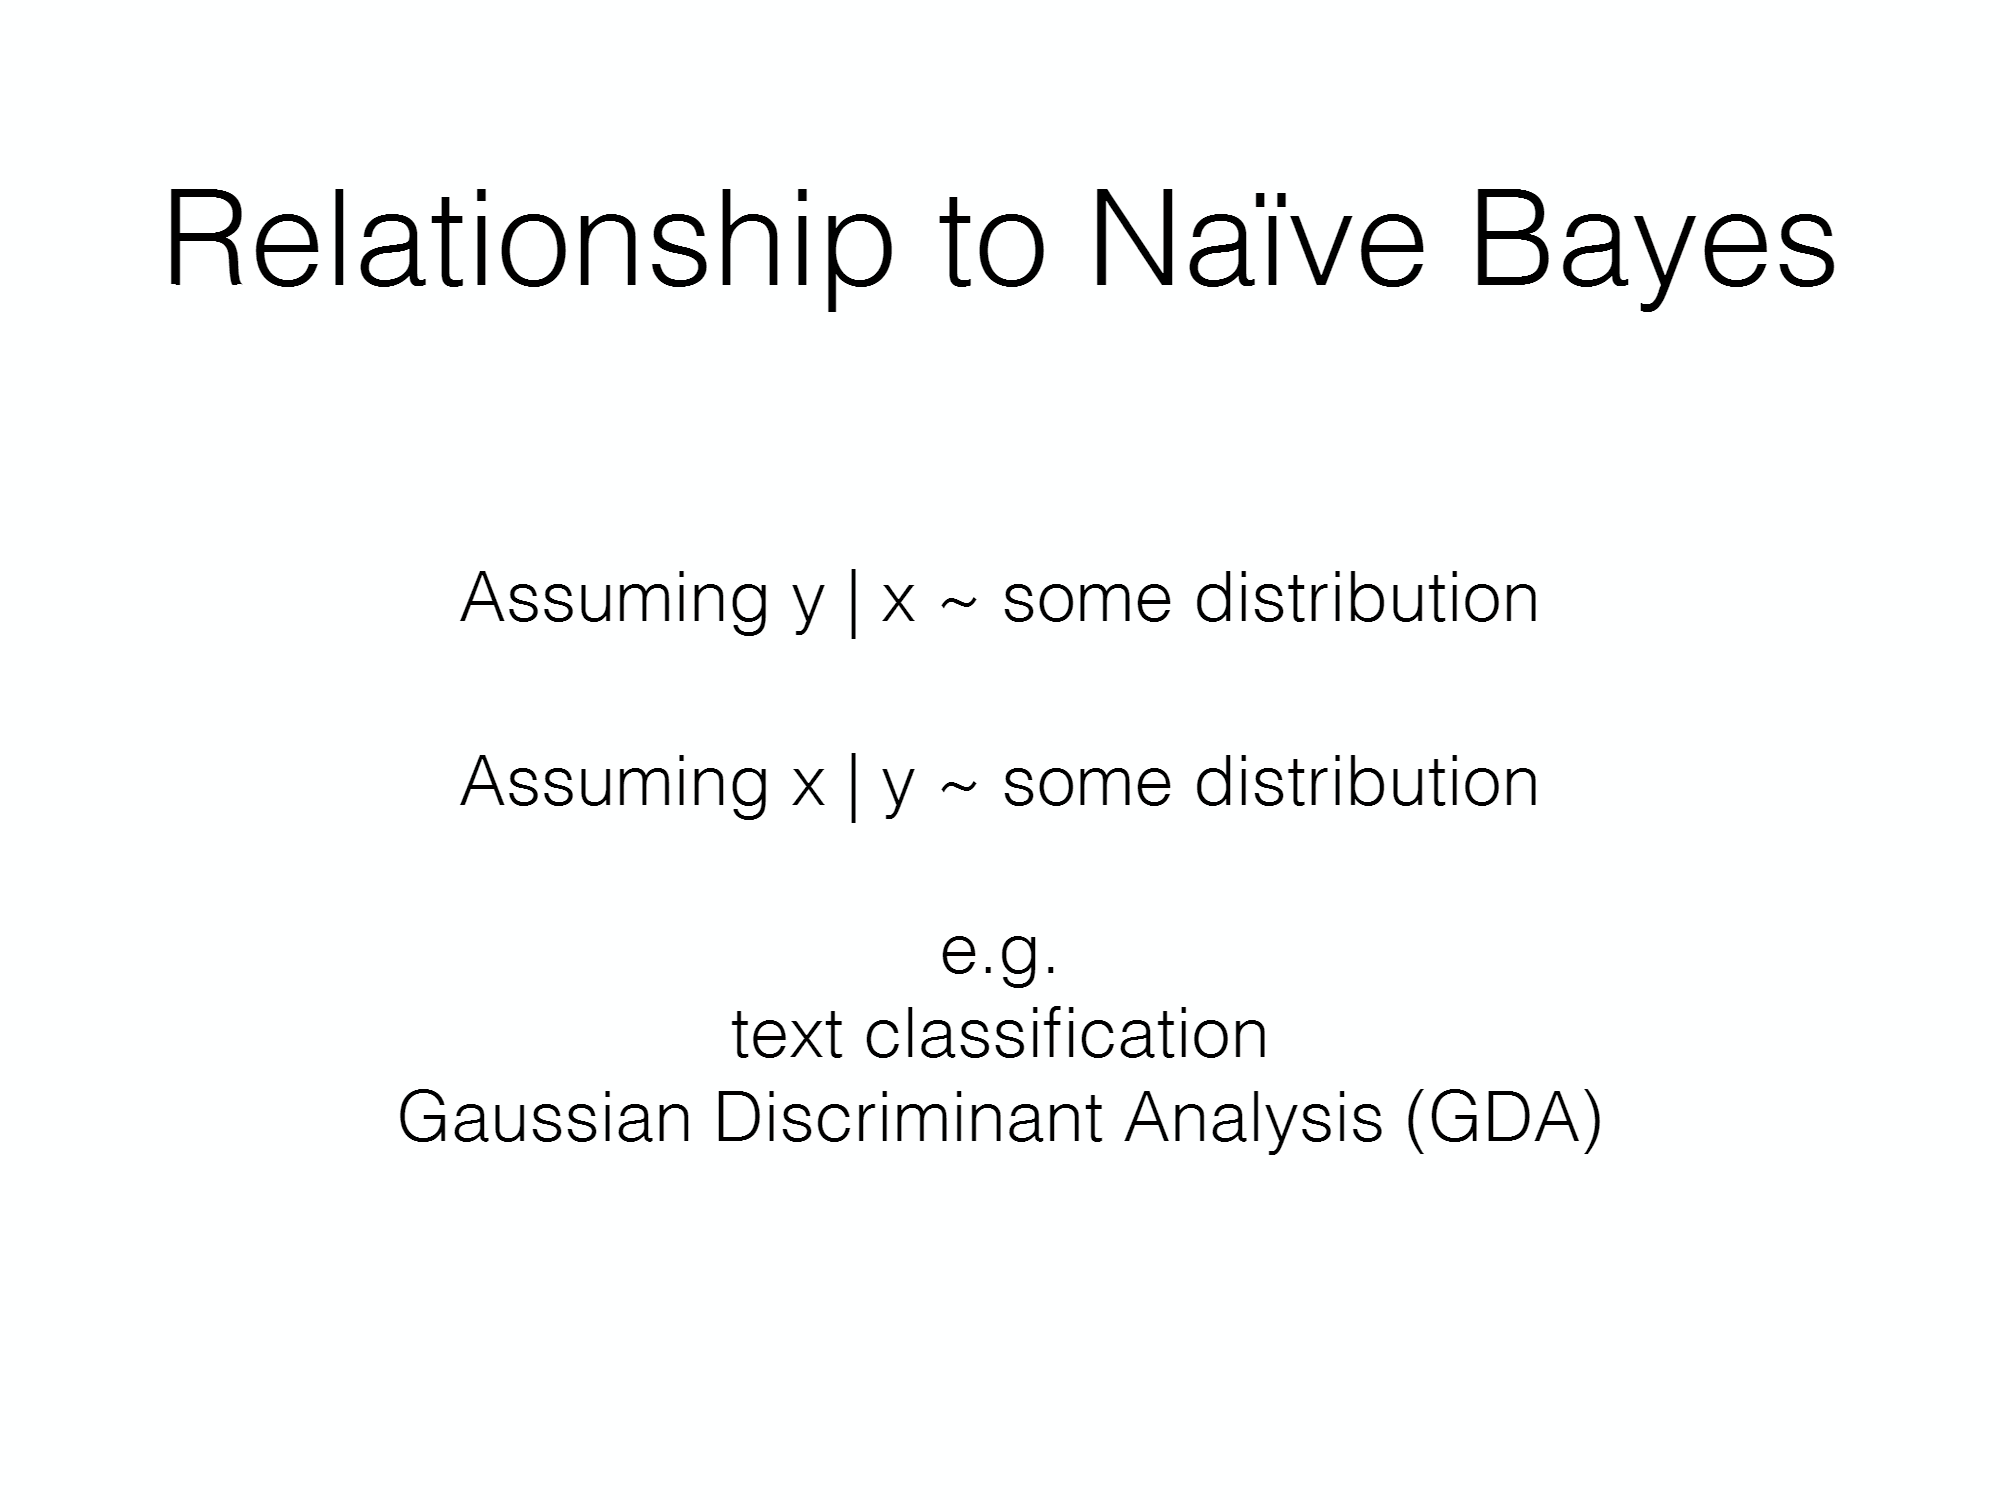 Relationship to Naïve Bayes
Assuming y | x ~ some distribution
Assuming x | y ~ some distribution
e.g.
text classification
Gaussian Discriminant Analysis (GDA)